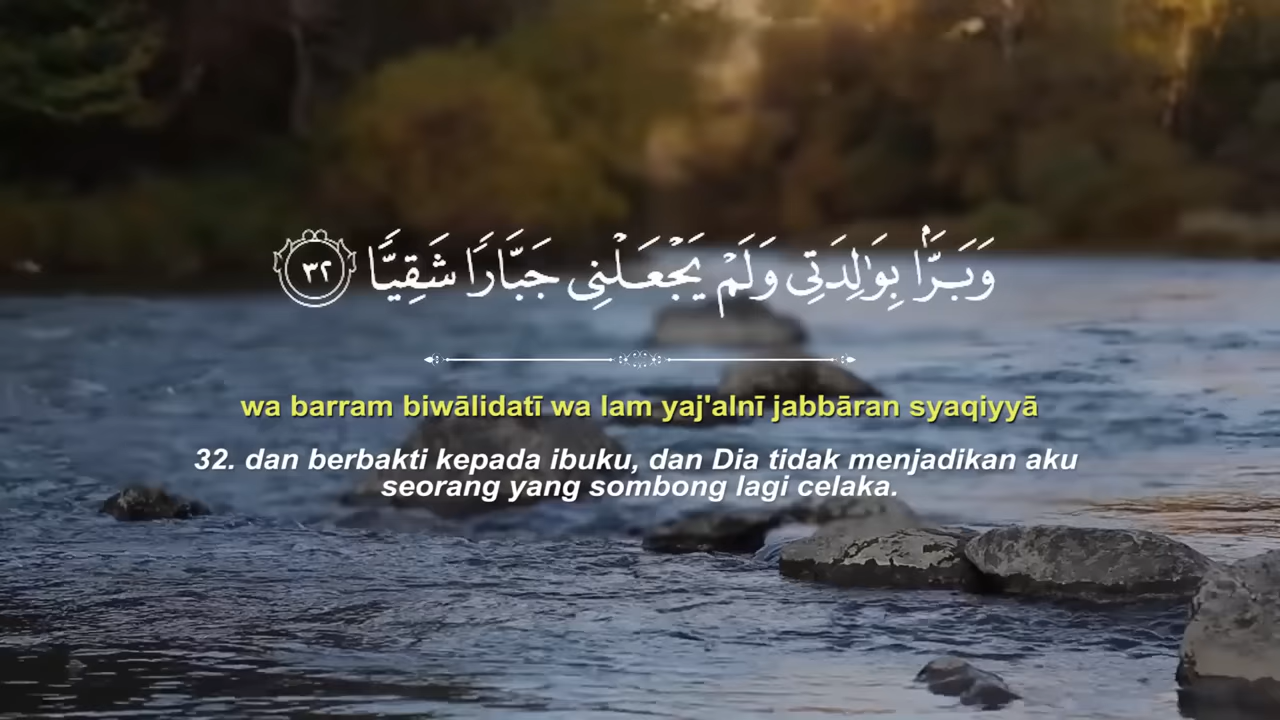 وَبَرًّۢا بِوَٰلِدَتِى وَلَمْ يَجْعَلْنِى جَبَّارًا شَقِيًّا ٣٢
wa barram biwālidatī wa lam yaj'alnī jabbāran syaqiyyā
32. dan berbakti kepada ibuku, dan Dia tidak menjadikan aku
seorang yang sombong lagi celaka.